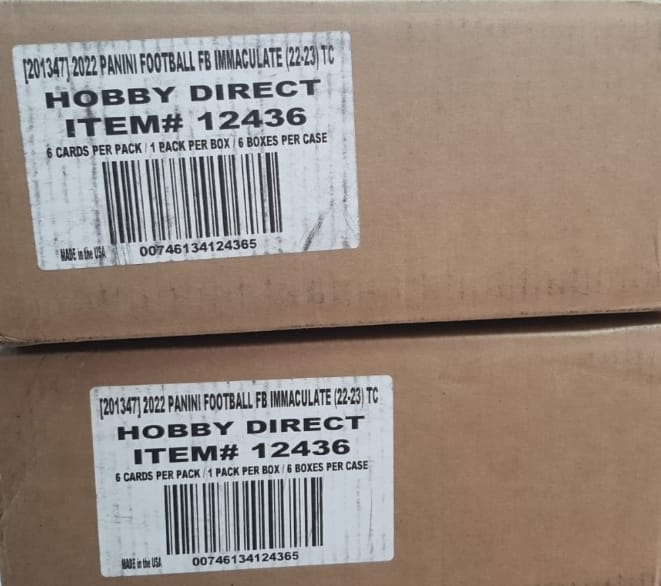 [201347] 2022 PANINI FOOTBALL FB IMMACULATE (22-23) TC
HOBBY DIRECT
ITEM# 12436
6 CARDS PER PACK / 1 PACK PER BOX / 6 BOXES PER CASE
MADE in the USA
00746134124365
[201347] 2022 PANINI FOOTBALL FB IMMACULATE (22-23) TC
HOBBY DIRECT
ITEM# 12436
6 CARDS PER PACK / 1 PACK PER BOX / 6 BOXES PER CASE
MADE in the USA
00746134124365